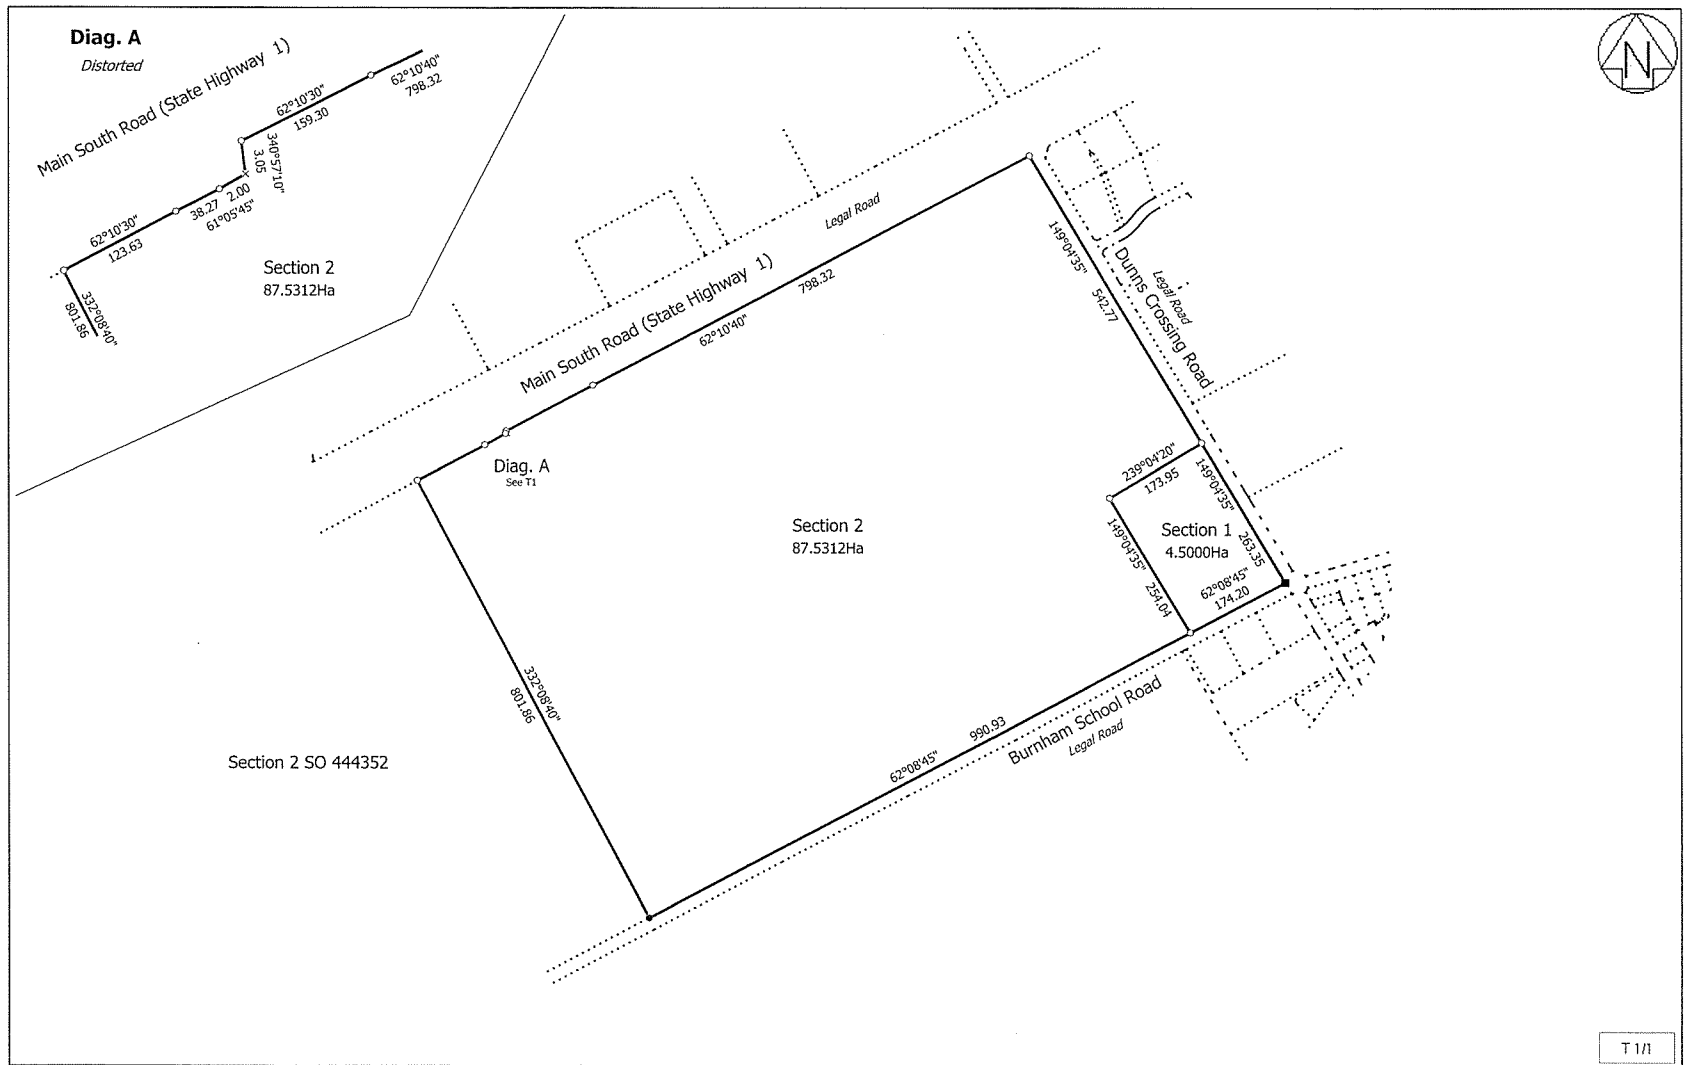 Diag. A
Distorted
Main South Road (State Highway 1)
62°10'30"
159.30
62°10'40"
798.32
340°57'10"
3.05
62°10'30"
123.63
38.27 2.00
61°05'45"
332°08'40"
801.86
Section 2
87.5312Ha
N
Legal Road
Main South Road (State Highway 1)
798.32
62°10'40"
149°04'35"
542.77
Dunns Crossing Road
Legal Road
Diag. A
See T1
Section 2
87.5312Ha
239°04'20"
173.95
149°04'35"
263.35
Section 1
4.5000Ha
149°04'35"
254.04
62°08'45"
174.20
332°08'40"
801.86
Section 2 SO 444352
62°08'45"
990.93
Burnham School Road
Legal Road
T 1/1